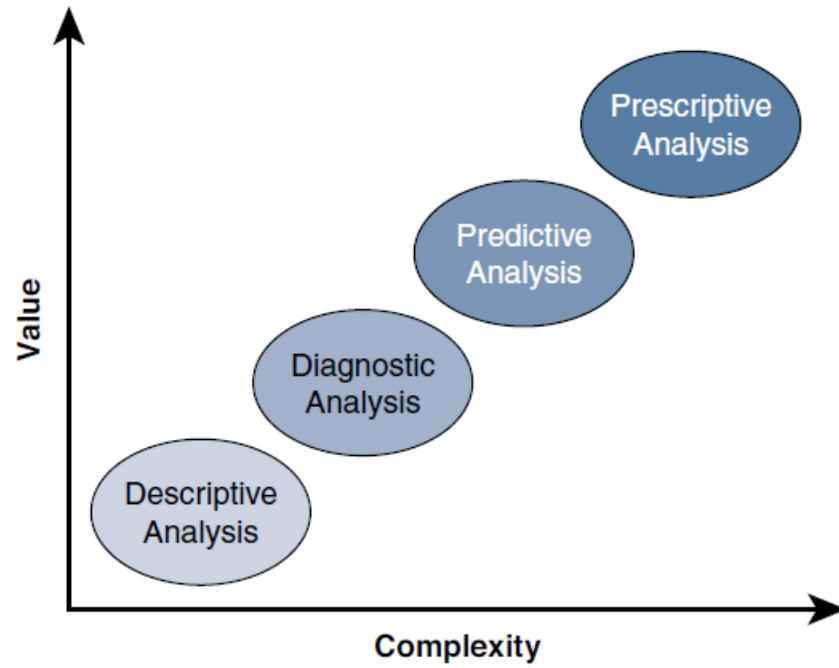 Prescriptive
Analysis
Predictive
Analysis
Diagnostic
Analysis
Descriptive
Analysis
Value
Complexity